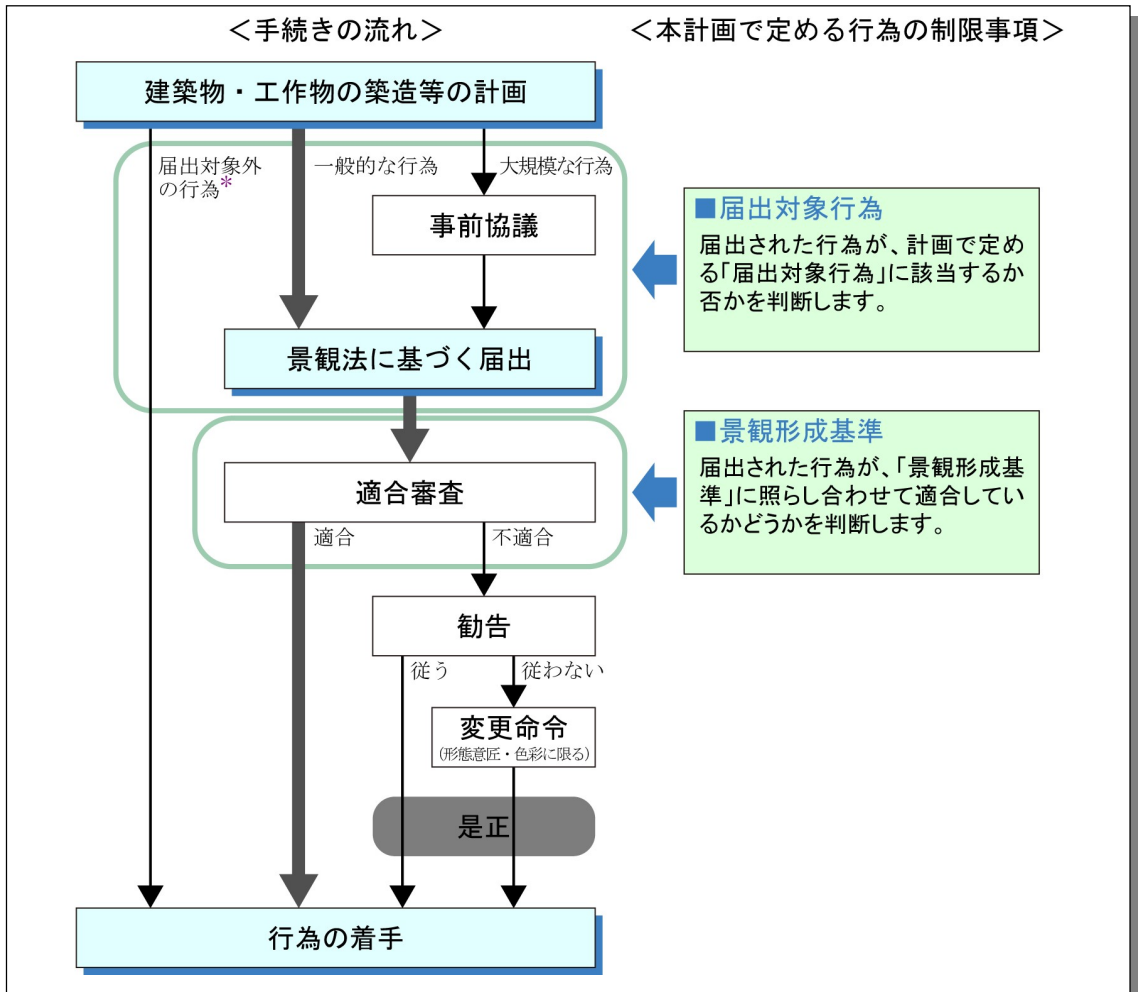 ＜手続きの流れ＞
＜本計画で定める行為の制限事項＞
建築物・工作物の築造等の計画
届出対象外
の行為*
一般的な行為
大規模な行為
事前協議
景観法に基づく届出
■届出対象行為
届出された行為が、計画で定め
る「届出対象行為」に該当するか
否かを判断します。
適合審査
適合
不適合
■景観形成基準
届出された行為が、「景観形成基
準」に照らし合わせて適合してい
るかどうかを判断します。
勧告
従う
従わない
変更命令
(形態意匠・色彩に限る)
是正
行為の着手